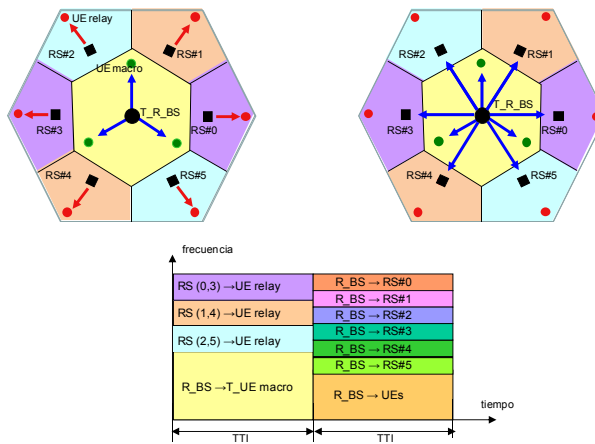 UE relay
RS#2
RS#1
UE macro
T_R_BS
RS#3
RS#0
RS#4
RS#5
RS#2
RS#1
T_R_BS
RS#3
RS#0
RS#4
RS#5
frecuencia
RS (0,3) →UE relay
RS (1,4) →UE relay
RS (2,5) →UE relay
R_BS →T_UE macro
R_BS → RS#0
R_BS → RS#1
R_BS → RS#2
R_BS → RS#3
R_BS → RS#4
R_BS → RS#5
R_BS → UEs
tiempo
TTI
TTI